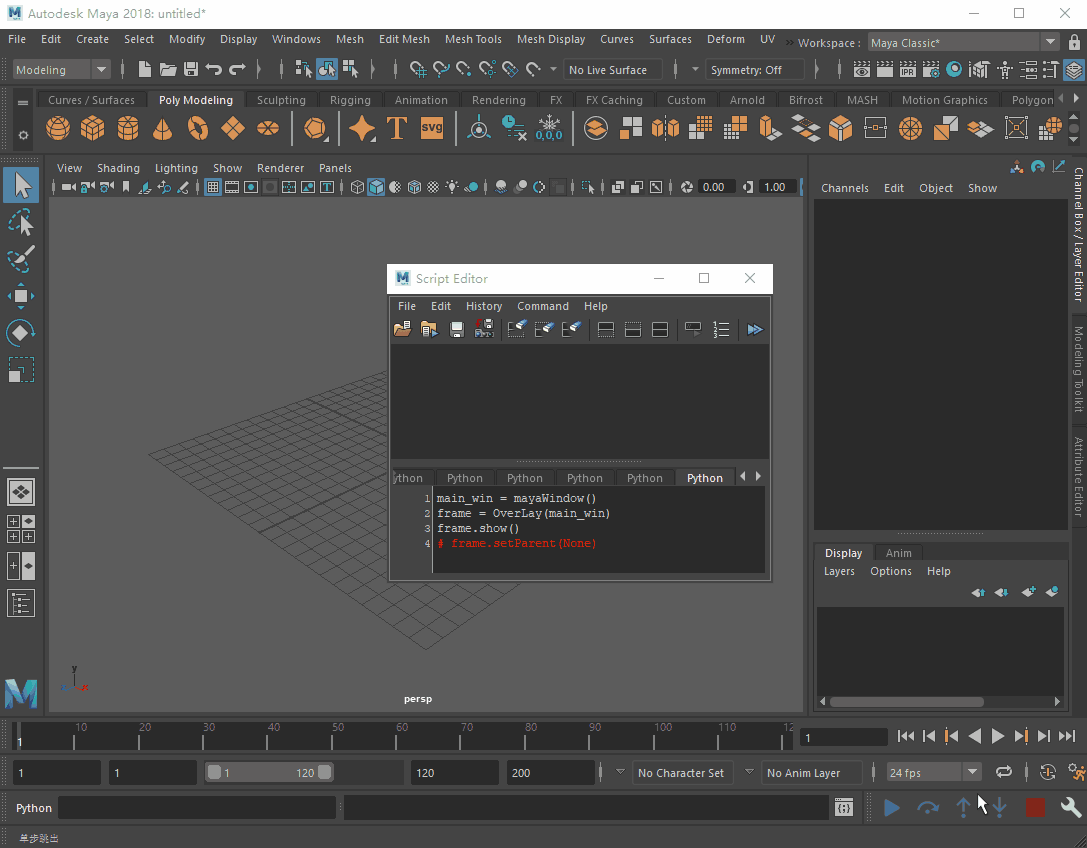 Autodesk Maya 2018: untitled*
File Edit Create Select Modify Display Windows Mesh Edit Mesh Mesh Tools Mesh Display Curves Surfaces Deform UV » Workspace : Maya Classic*
Modeling No Live Surface Symmetry: Off IPR
Curves / Surfaces Poly Modeling Sculpting Rigging Animation Rendering FX FX Caching Custom Arnold Bifrost MASH Motion Graphics Polygon
T SVG 0,0,0
View Shading Lighting Show Renderer Panels
0.00 1.00
Channels Edit Object Show
Channel Box / Layer Editor
Modeling Toolkit
Attribute Editor
Script Editor
File Edit History Command Help
ython Python Python Python Python Python
1 main_win = mayaWindow()
2 frame = OverLay(main_win)
3 frame.show()
4 # frame.setParent(None)
Display Anim
Layers Options Help
y
x
persp
10 20 30 40 50 60 70 80 90 100 110 12
1
1
1 1 1 120 120 200 No Character Set No Anim Layer 24 fps
Python
单步跳出